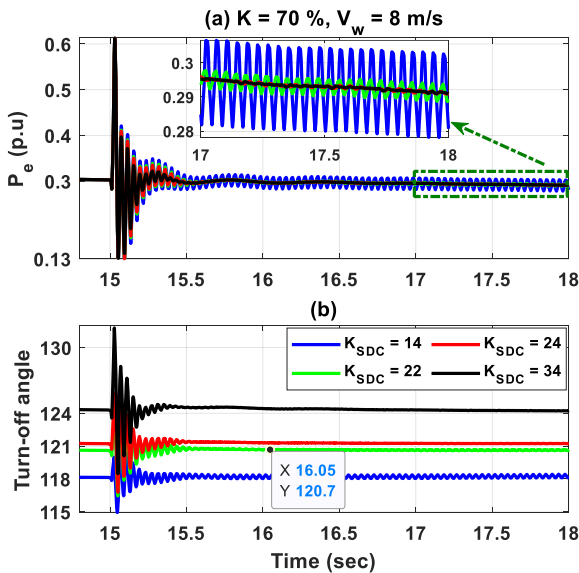 (a) K = 70 %, V_w = 8 m/s
0.6
0.5
0.4
0.3
0.13
P_e (p.u)
0.3
0.29
0.28
17
17.5
18
15
15.5
16
16.5
17
17.5
18
(b)
130
124
121
118
115
Turn-off angle
K_SDC = 14
K_SDC = 24
K_SDC = 22
K_SDC = 34
X 16.05
Y 120.7
15
15.5
16
16.5
17
17.5
18
Time (sec)